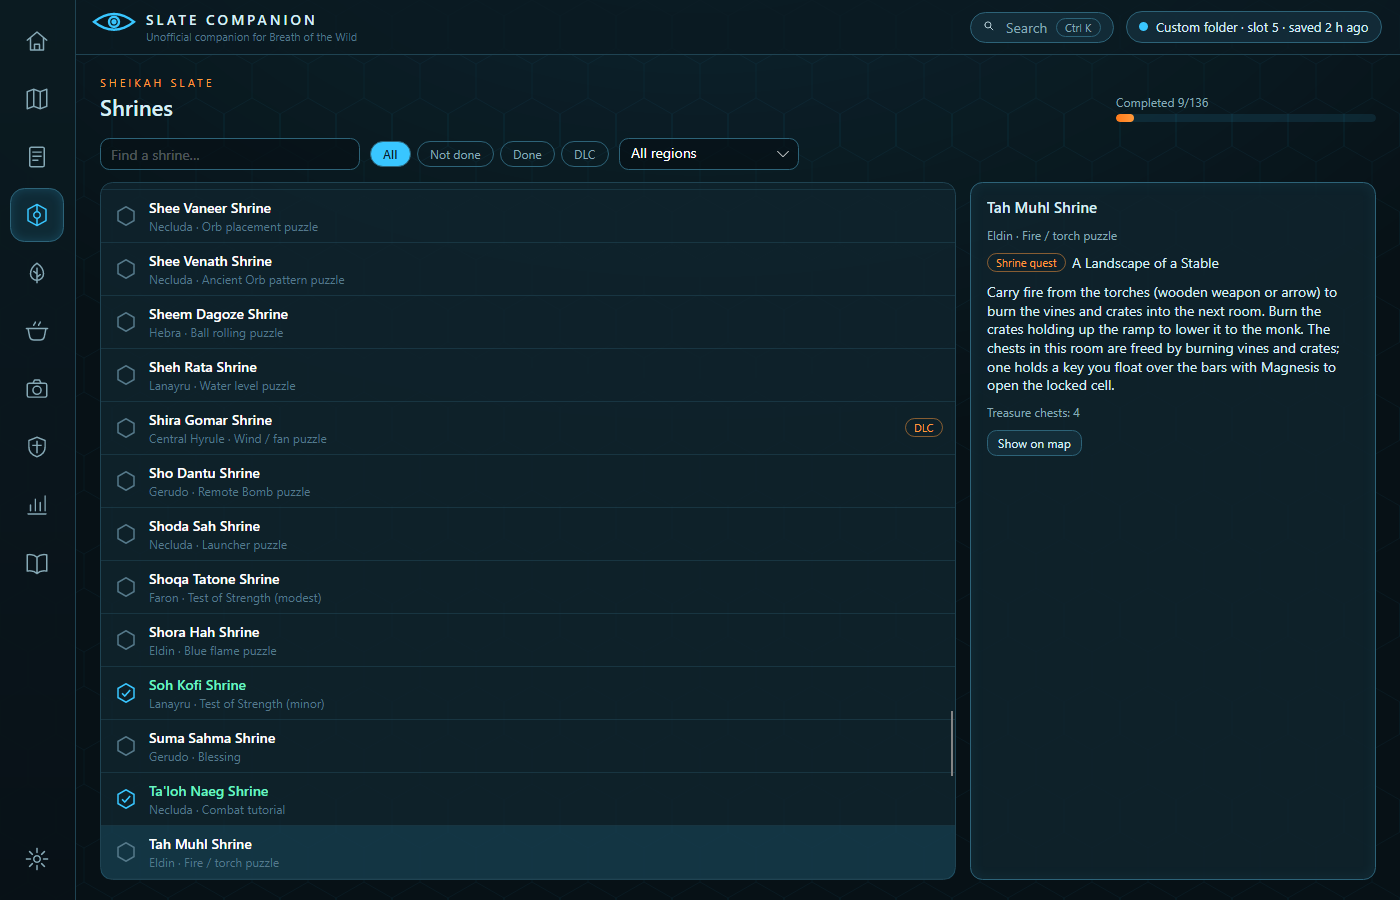 SLATE COMPANION
Unofficial companion for Breath of the Wild
Search Ctrl K
Custom folder · slot 5 · saved 2 h ago
SHEIKAH SLATE
Shrines
Completed 9/136
Find a shrine...
All
Not done
Done
DLC
All regions
Shee Vaneer Shrine
Necluda · Orb placement puzzle
Shee Venath Shrine
Necluda · Ancient Orb pattern puzzle
Sheem Dagoze Shrine
Hebra · Ball rolling puzzle
Sheh Rata Shrine
Lanayru · Water level puzzle
Shira Gomar Shrine
Central Hyrule · Wind / fan puzzle
DLC
Sho Dantu Shrine
Gerudo · Remote Bomb puzzle
Shoda Sah Shrine
Necluda · Launcher puzzle
Shoqa Tatone Shrine
Faron · Test of Strength (modest)
Shora Hah Shrine
Eldin · Blue flame puzzle
Soh Kofi Shrine
Lanayru · Test of Strength (minor)
Suma Sahma Shrine
Gerudo · Blessing
Ta'loh Naeg Shrine
Necluda · Combat tutorial
Tah Muhl Shrine
Eldin · Fire / torch puzzle
Tah Muhl Shrine
Eldin · Fire / torch puzzle
Shrine quest A Landscape of a Stable
Carry fire from the torches (wooden weapon or arrow) to
burn the vines and crates into the next room. Burn the
crates holding up the ramp to lower it to the monk. The
chests in this room are freed by burning vines and crates;
one holds a key you float over the bars with Magnesis to
open the locked cell.
Treasure chests: 4
Show on map